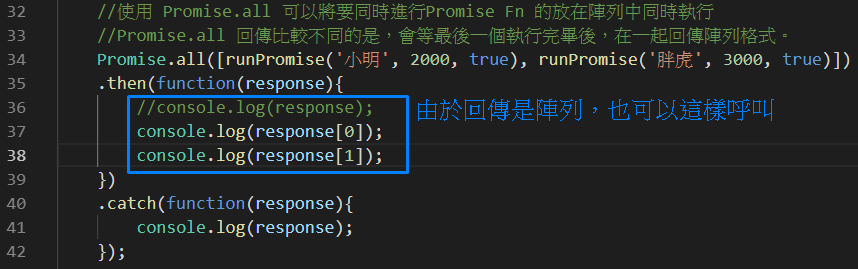 32 //使用 Promise.all 可以將要同時進行Promise Fn 的放在陣列中同時執行
33 //Promise.all 回傳比較不同的是，會等最後一個執行完畢後，在一起回傳陣列格式。
34 Promise.all([runPromise('小明', 2000, true), runPromise('胖虎', 3000, true)])
35 .then(function(response){
36 //console.log(response);
37 console.log(response[0]);
38 console.log(response[1]);
39 })
40 .catch(function(response){
41 console.log(response);
42 });
由於回傳是陣列，也可以這樣呼叫